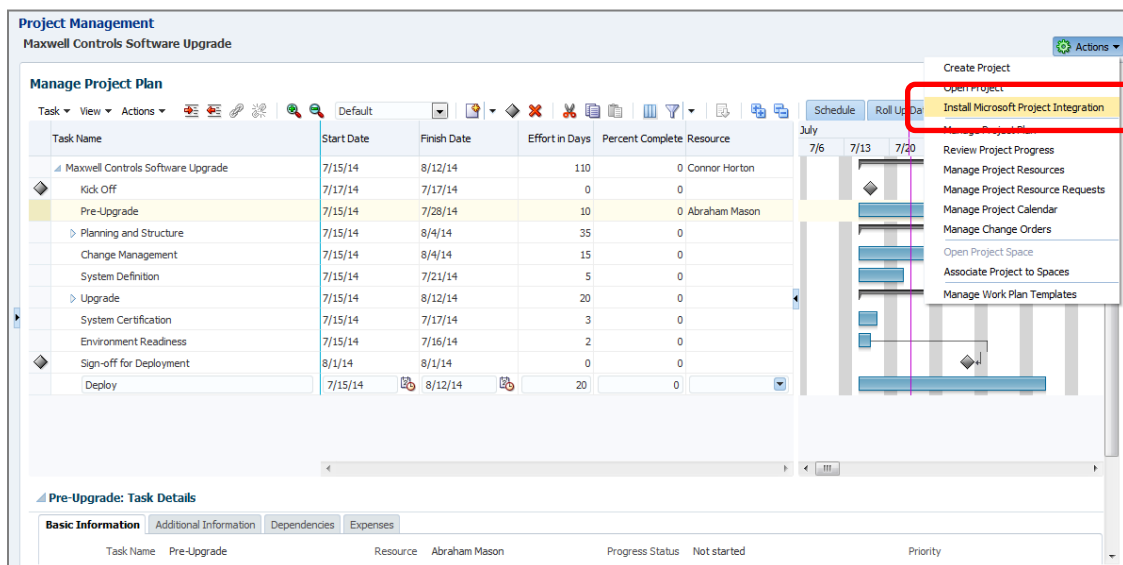 Project Management
Maxwell Controls Software Upgrade
Actions
Create Project
Open Project
Install Microsoft Project Integration
Manage Project Plan
Review Project Progress
Manage Project Resources
Manage Project Resource Requests
Manage Project Calendar
Manage Change Orders
Open Project Space
Associate Project to Spaces
Manage Work Plan Templates
Manage Project Plan
Task View Actions Default Schedule Roll Up
Task Name Start Date Finish Date Effort in Days Percent Complete Resource
July
7/6 7/13 7/20
Maxwell Controls Software Upgrade 7/15/14 8/12/14 110 0 Connor Horton
Kick Off 7/17/14 7/17/14 0 0
Pre-Upgrade 7/15/14 7/28/14 10 0 Abraham Mason
Planning and Structure 7/15/14 8/4/14 35 0
Change Management 7/15/14 8/4/14 15 0
System Definition 7/15/14 7/21/14 5 0
Upgrade 7/15/14 8/12/14 20 0
System Certification 7/15/14 7/17/14 3 0
Environment Readiness 7/15/14 7/16/14 2 0
Sign-off for Deployment 8/1/14 8/1/14 0 0
Deploy 7/15/14 8/12/14 20 0
Pre-Upgrade: Task Details
Basic Information Additional Information Dependencies Expenses
Task Name Pre-Upgrade Resource Abraham Mason Progress Status Not started Priority